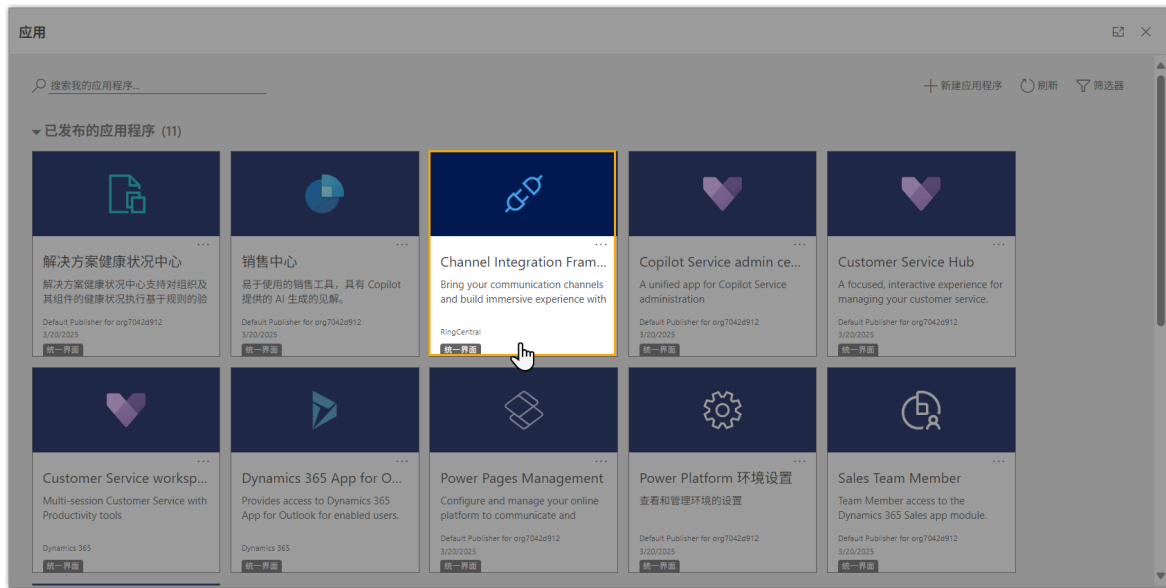 应用
搜索我的应用程序...
新建应用程序
刷新
筛选器
已发布的应用程序 (11)
解决方案健康状况中心
解决方案健康状况中心支持对组织及
其组件的健康状况执行基于规则的验
Default Publisher for org7042d912
3/20/2025
统一界面
销售中心
易于使用的销售工具，具有 Copilot
提供的 AI 生成的见解。
Default Publisher for org7042d912
3/20/2025
统一界面
Channel Integration Fram...
Bring your communication channels
and build immersive experience with
RingCentral
统一界面
Copilot Service admin ce...
A unified app for Copilot Service
administration
Default Publisher for org7042d912
3/20/2025
统一界面
Customer Service Hub
A focused, interactive experience for
managing your customer service.
Default Publisher for org7042d912
3/20/2025
统一界面
Customer Service worksp...
Multi-session Customer Service with
Productivity tools
Dynamics 365
统一界面
Dynamics 365 App for O...
Provides access to Dynamics 365
App for Outlook for enabled users.
Dynamics 365
统一界面
Power Pages Management
Configure and manage your online
platform to communicate and
Default Publisher for org7042d912
3/20/2025
统一界面
Power Platform 环境设置
查看和管理环境的设置
Default Publisher for org7042d912
3/20/2025
统一界面
Sales Team Member
Team Member access to the
Dynamics 365 Sales app module.
Default Publisher for org7042d912
3/20/2025
统一界面